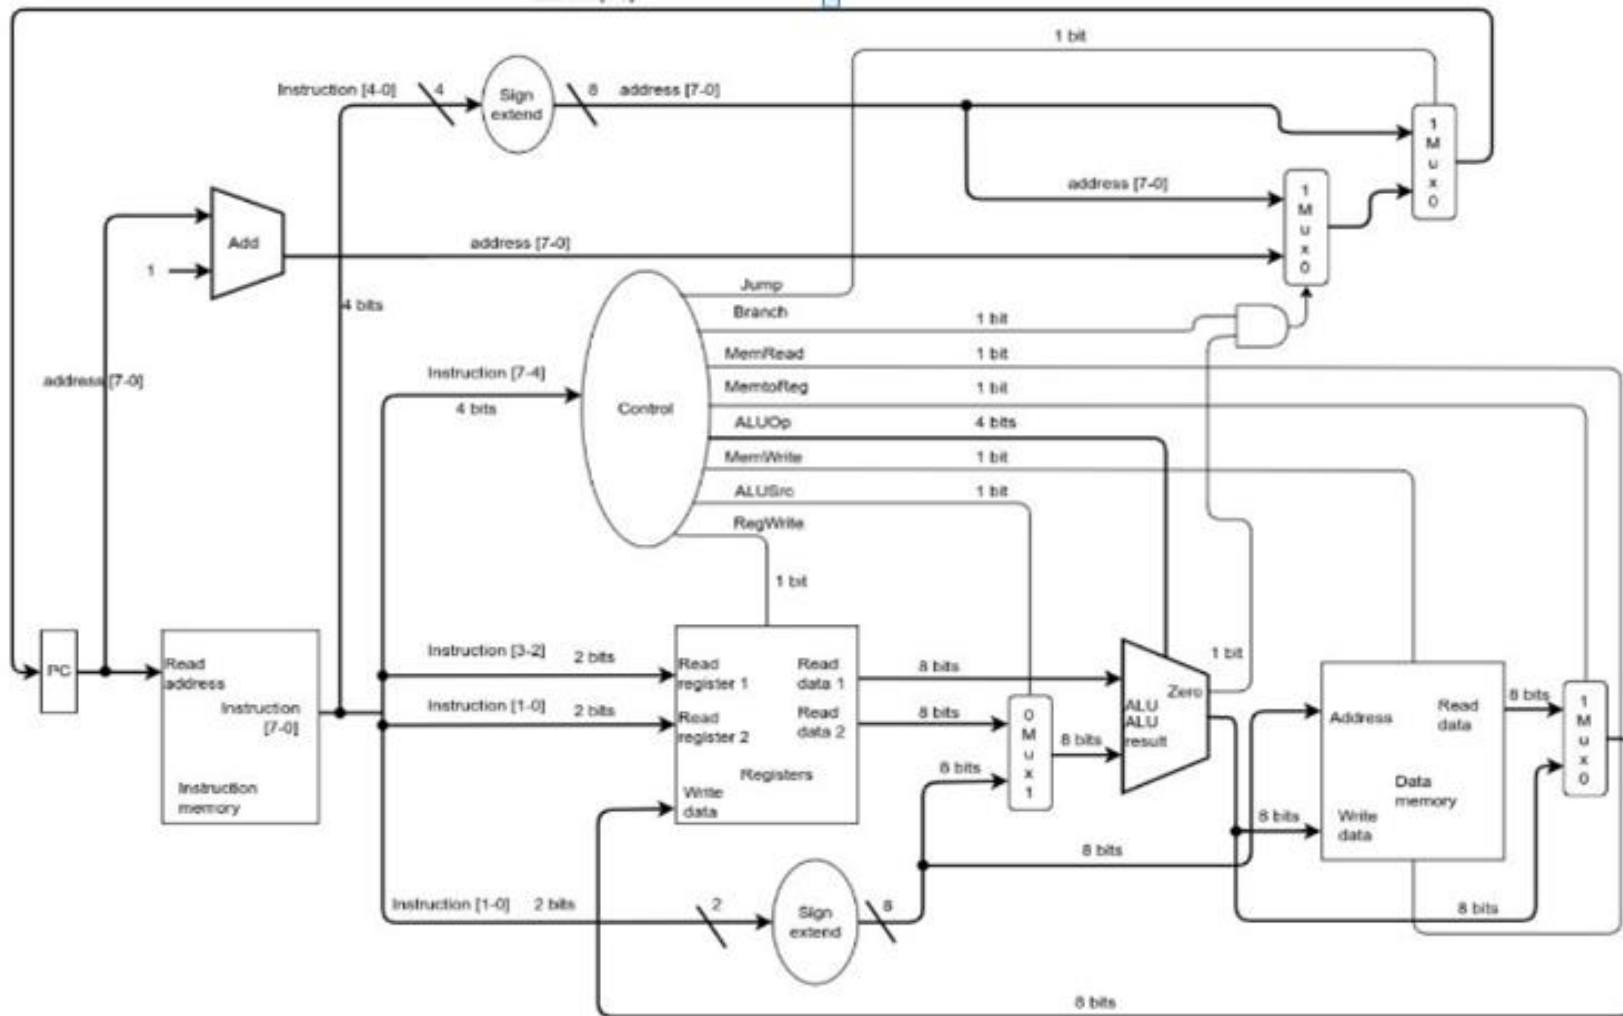 1 bit
Instruction [4-0]
4
Sign
extend
8
address [7-0]
1
M
u
x
0
address [7-0]
1
M
u
x
0
Add
1
address [7-0]
4 bits
address [7-0]
Jump
Branch
1 bit
MemRead
1 bit
MemtoReg
1 bit
ALUOp
4 bits
MemWrite
1 bit
ALUSrc
1 bit
RegWrite
1 bit
Instruction [7-4]
4 bits
Control
PC
Read
address
Instruction
[7-0]
Instruction
memory
Instruction [3-2]
2 bits
Instruction [1-0]
2 bits
Read
register 1
Read
register 2
Write
data
Read
data 1
Read
data 2
Registers
8 bits
8 bits
8 bits
0
M
u
x
1
8 bits
Zero
ALU
ALU
result
1 bit
Address
Read
data
Data
memory
Write
data
8 bits
8 bits
1
M
u
x
0
8 bits
8 bits
Instruction [1-0]
2 bits
2
Sign
extend
8
8 bits